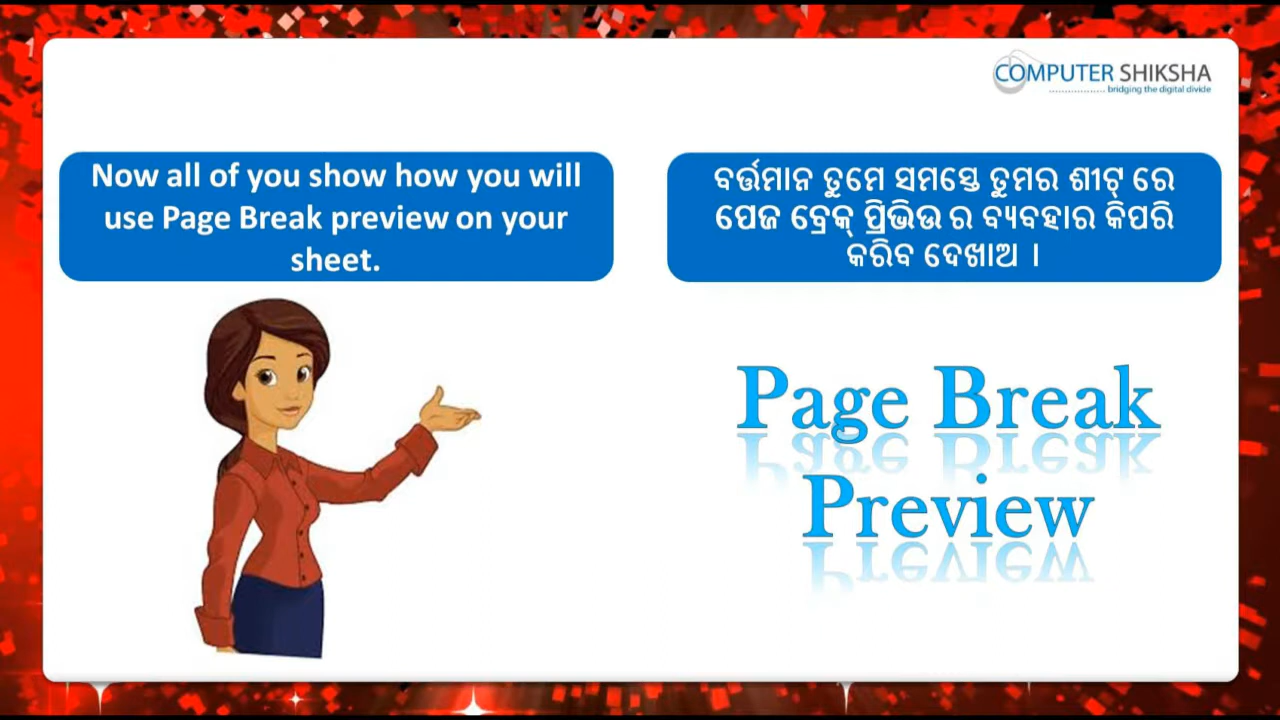 COMPUTER SHIKSHA
bridging the digital divide
Now all of you show how you will
use Page Break preview on your
sheet.
ବର୍ତ୍ତମାନ ତୁମେ ସମସ୍ତେ ତୁମର ଶୀଟ୍ ରେ
ପେଜ ବ୍ରେକ୍ ପ୍ରିଭିଉ ର ବ୍ୟବହାର କିପରି
କରିବ ଦେଖାଅ ।
Page Break
Preview